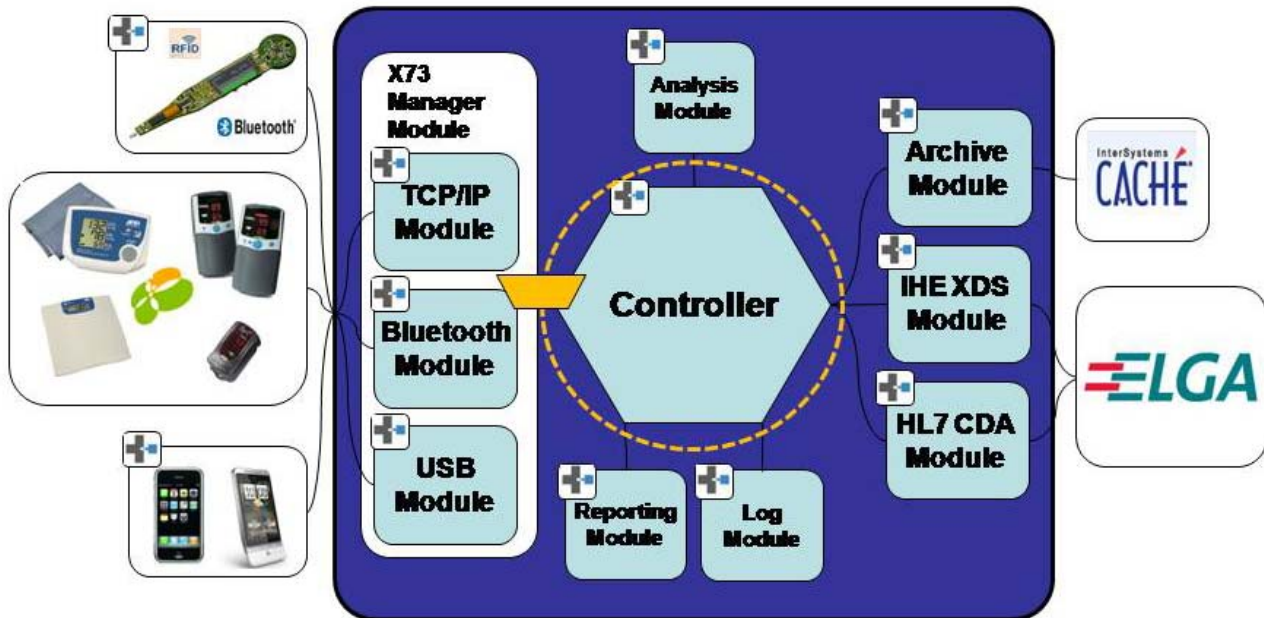 RFID
Bluetooth®
X73
Manager
Module
TCP/IP
Module
Bluetooth
Module
USB
Module
Analysis
Module
Controller
Reporting
Module
Log
Module
Archive
Module
IHE XDS
Module
HL7 CDA
Module
InterSystems
CACHÉ
ELGA